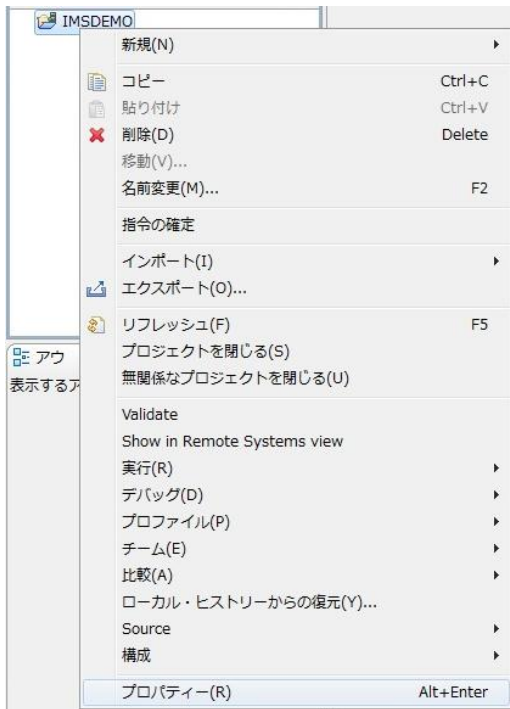 IMSDEMO
新規(N)
コピー Ctrl+C
貼り付け Ctrl+V
削除(D) Delete
移動(V)...
名前変更(M)... F2
指令の確定
インポート(I)
エクスポート(O)...
リフレッシュ(F) F5
プロジェクトを閉じる(S)
無関係なプロジェクトを閉じる(U)
アウ
表示するア
Validate
Show in Remote Systems view
実行(R)
デバッグ(D)
プロファイル(P)
チーム(E)
比較(A)
ローカル・ヒストリーからの復元(Y)...
Source
構成
プロパティー(R) Alt+Enter